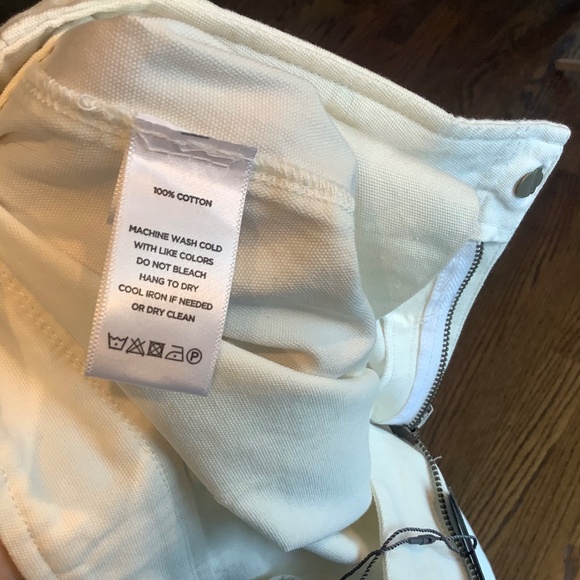 100% COTTON
MACHINE WASH COLD
WITH LIKE COLORS
DO NOT BLEACH
HANG TO DRY
COOL IRON IF NEEDED
OR DRY CLEAN
P